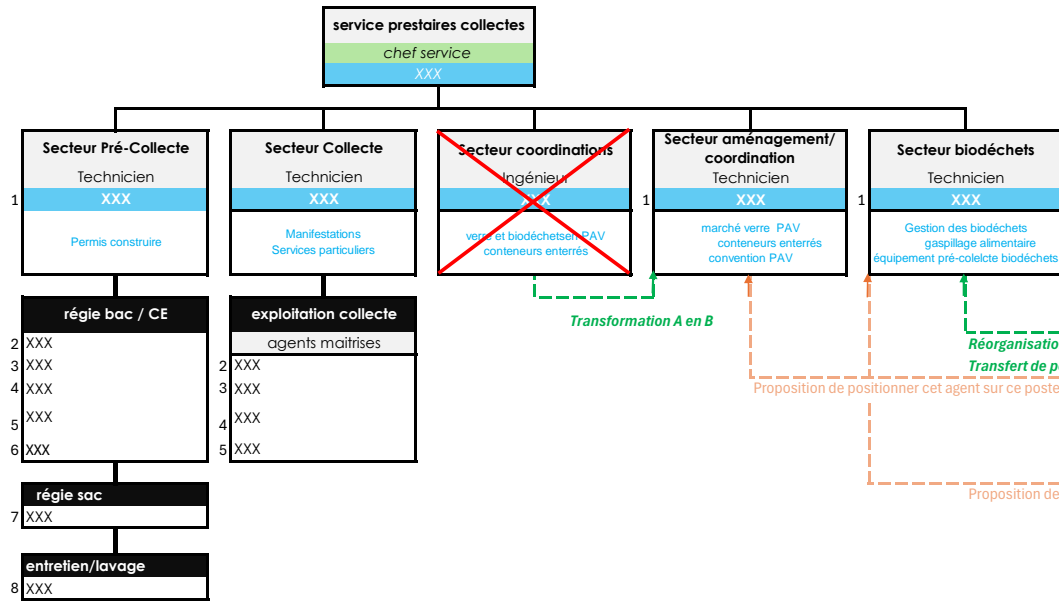 service prestaires collectes
chef service
XXX
Secteur Pré-Collecte
Technicien
1 XXX
Permis construire
Secteur Collecte
Technicien
XXX
Manifestations
Services particuliers
Secteur coordinations
Ingénieur
XXX
verre et biodéchetsen PAV
conteneurs enterrés
Secteur aménagement/
coordination
Technicien
1 XXX
marché verre PAV
conteneurs enterrés
convention PAV
Secteur biodéchets
Technicien
1 XXX
Gestion des biodéchets
gaspillage alimentaire
équipement pré-colelcte biodéchets
Transformation A en B
Réorganisatio
Transfert de p
Proposition de positionner cet agent sur ce poste
Proposition de
régie bac / CE
2 XXX
3 XXX
4 XXX
5 XXX
6 XXX
exploitation collecte
agents maitrises
2 XXX
3 XXX
4 XXX
5 XXX
régie sac
7 XXX
entretien/lavage
8 XXX